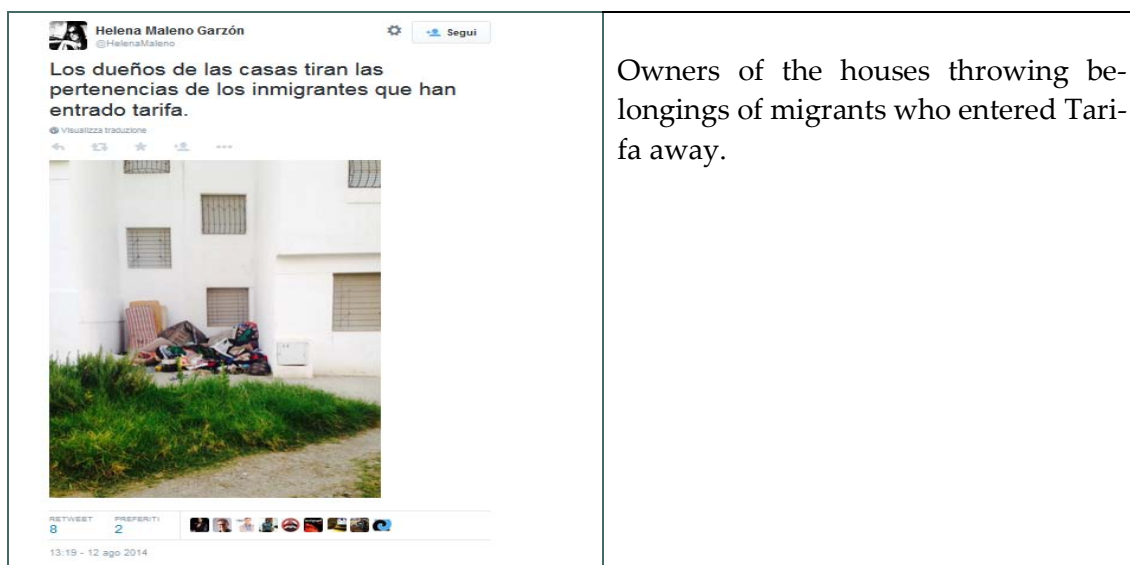 Helena Maleno Garzón
@HelenaMaleno
Segui
Los dueños de las casas tiran las
pertenencias de los inmigrantes que han
entrado tarifa.
Visualizza traduzione
RETWEET
8
PREFERITI
2
13:19 - 12 ago 2014
Owners of the houses throwing be-
longings of migrants who entered Tari-
fa away.